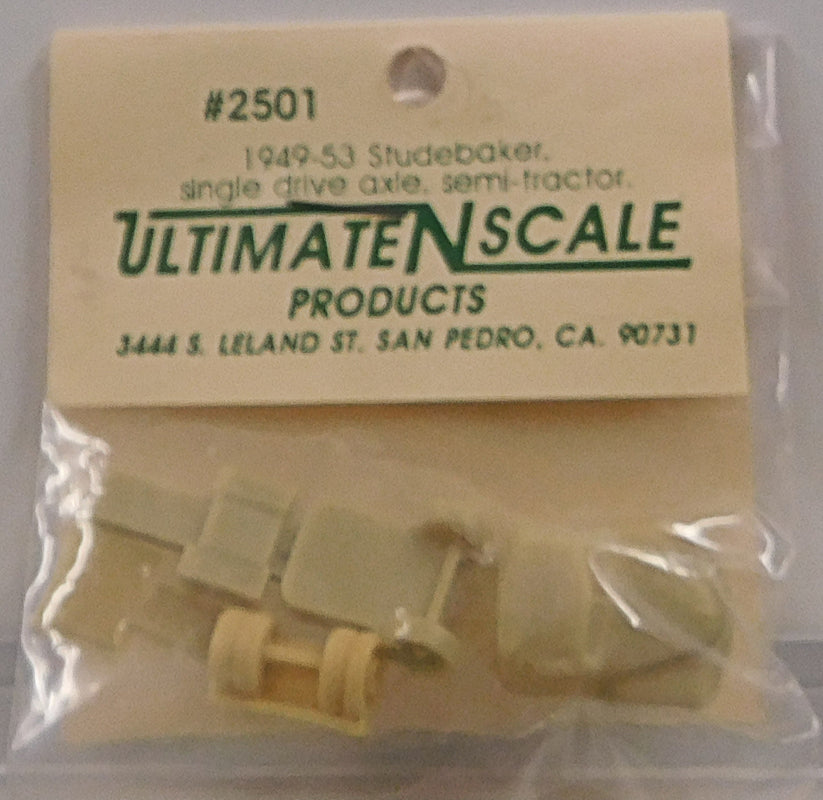 #2501
1949-53 Studebaker,
single drive axle, semi-tractor.
ULTIMATE N SCALE
PRODUCTS
3444 S. LELAND ST. SAN PEDRO, CA. 90731